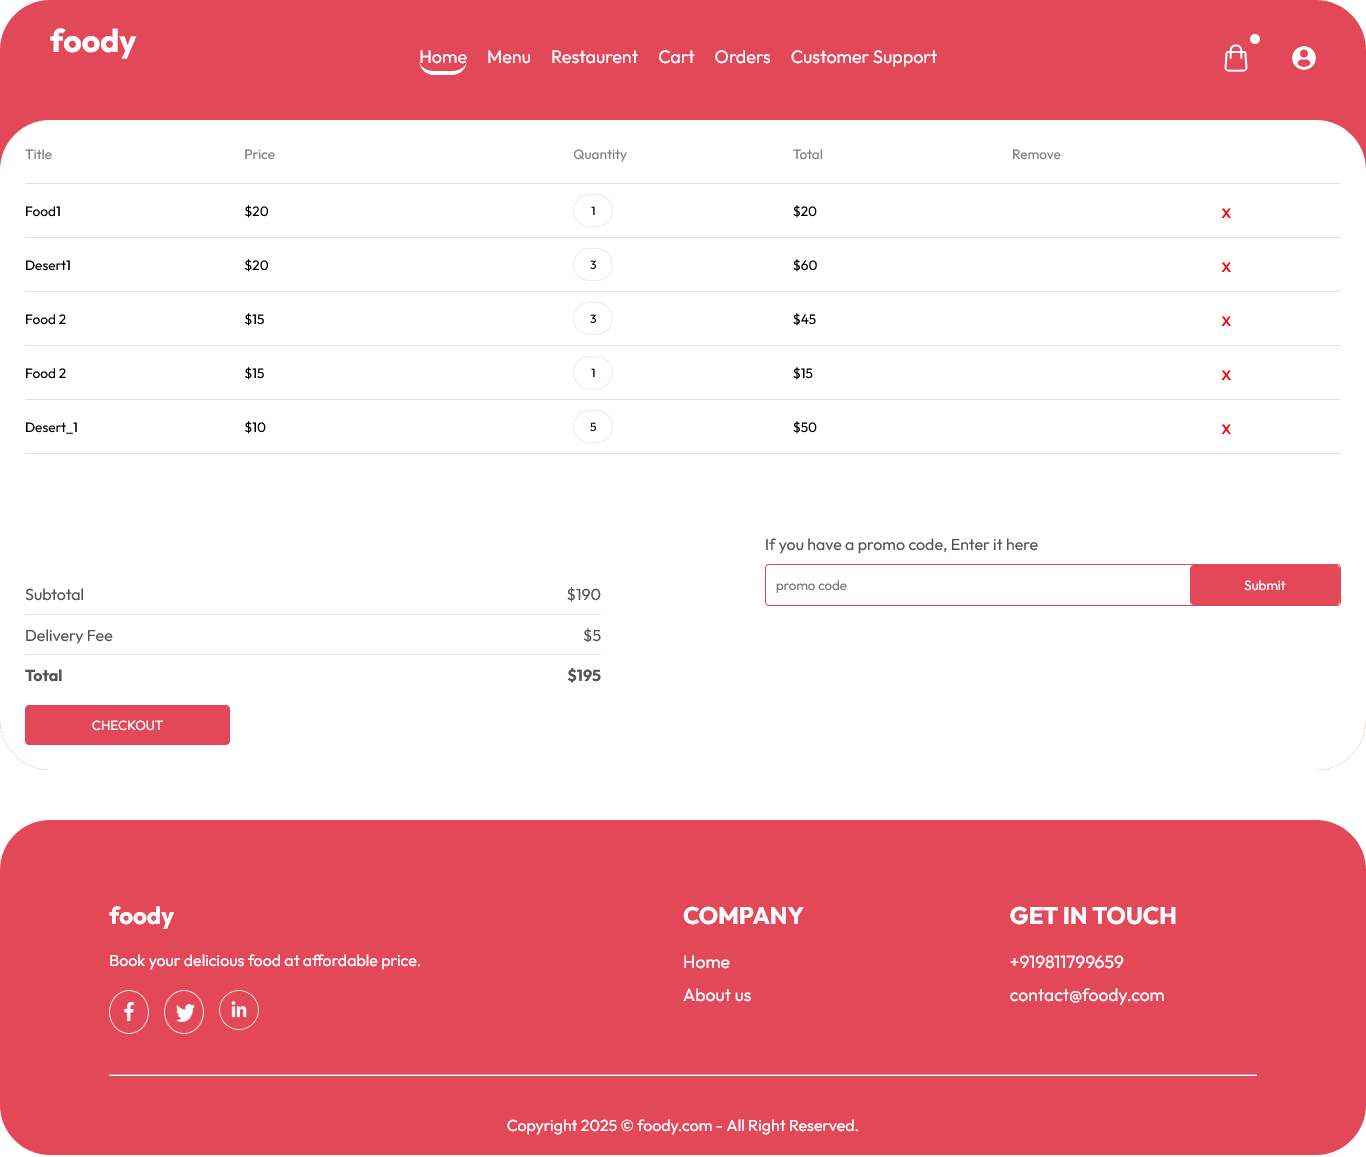 foody
Home Menu Restaurent Cart Orders Customer Support
Title Price Quantity Total Remove
Food1 $20 1 $20 x
Desert1 $20 3 $60 x
Food 2 $15 3 $45 x
Food 2 $15 1 $15 x
Desert_1 $10 5 $50 x
If you have a promo code, Enter it here
promo code Submit
Subtotal $190
Delivery Fee $5
Total $195
CHECKOUT
foody COMPANY GET IN TOUCH
Book your delicious food at affordable price. Home +919811799659
About us contact@foody.com
Copyright 2025 © foody.com - All Right Reserved.